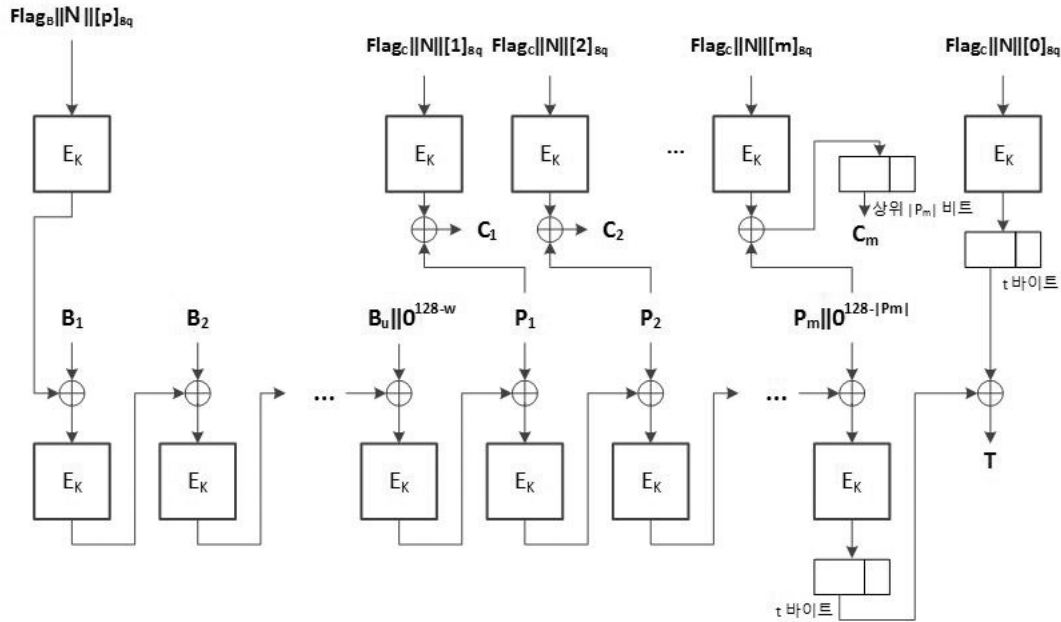 Flag_B||N||[p]_8q
Flag_C||N||[1]_8q Flag_C||N||[2]_8q Flag_C||N||[m]_8q Flag_C||N||[0]_8q
E_K E_K E_K ... E_K E_K
상위 |P_m| 비트
C_1 C_2 C_m
t 바이트
B_1 B_2 B_u||0^128-w P_1 P_2 P_m||0^128-|Pm|
... ...
E_K E_K E_K E_K E_K E_K T
t 바이트